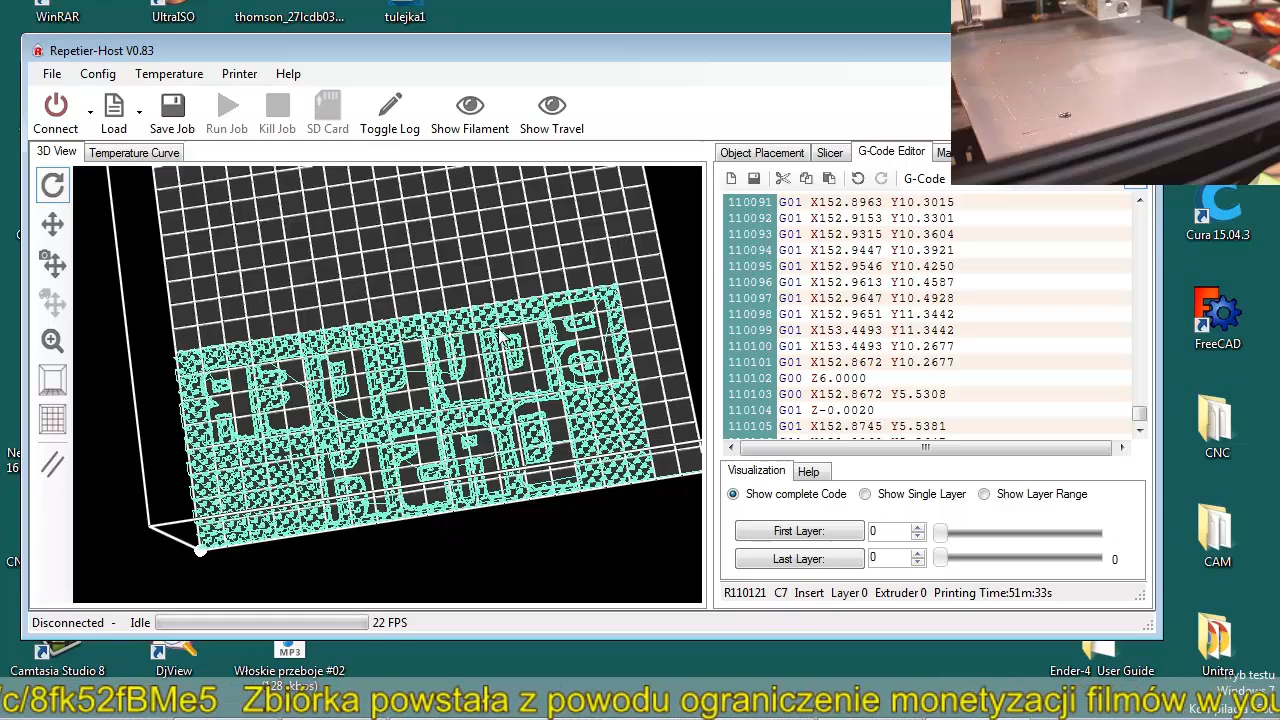 WinRAR
UltraISO
thomson_27lcdb03...
tulejka1
Repetier-Host V0.83
File Config Temperature Printer Help
Connect Load Save Job Run Job Kill Job SD Card Toggle Log Show Filament Show Travel
3D View Temperature Curve
Object Placement Slicer G-Code Editor Ma
G-Code
110091 G01 X152.8963 Y10.3015
110092 G01 X152.9153 Y10.3301
110093 G01 X152.9315 Y10.3604
110094 G01 X152.9447 Y10.3921
110095 G01 X152.9546 Y10.4250
110096 G01 X152.9613 Y10.4587
110097 G01 X152.9647 Y10.4928
110098 G01 X152.9651 Y11.3442
110099 G01 X153.4493 Y11.3442
110100 G01 X153.4493 Y10.2677
110101 G01 X152.8672 Y10.2677
110102 G00 Z6.0000
110103 G00 X152.8672 Y5.5308
110104 G01 Z-0.0020
110105 G01 X152.8745 Y5.5381
Visualization Help
Show complete Code Show Single Layer Show Layer Range
First Layer: 0
Last Layer: 0 0
R110121 C7 Insert Layer 0 Extruder 0 Printing Time:51m:33s
Disconnected - Idle 22 FPS
Cura 15.04.3
FreeCAD
CNC
CAM
Unitra
Camtasia Studio 8
DjView
Włoskie przeboje #02
Ender-4_User Guide
Tryb testu
Windows 7
/c/8fk52fBMe5 Zbiórka powstała z powodu ograniczenie monetyzacji filmów w